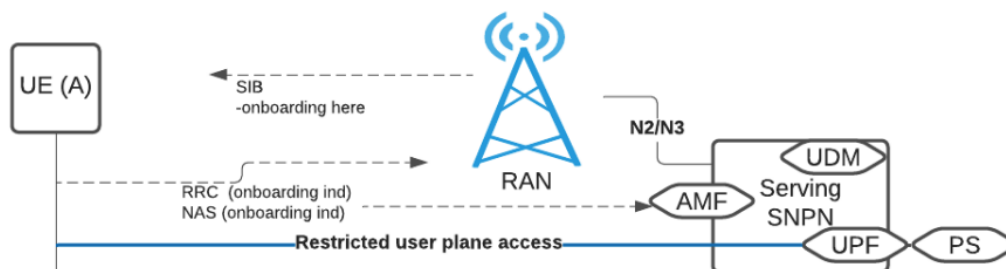 UE (A)
SIB
-onboarding here
N2/N3
RAN
UDM
Serving
SNPN
AMF
RRC (onboarding ind)
NAS (onboarding ind)
Restricted user plane access
UPF
PS